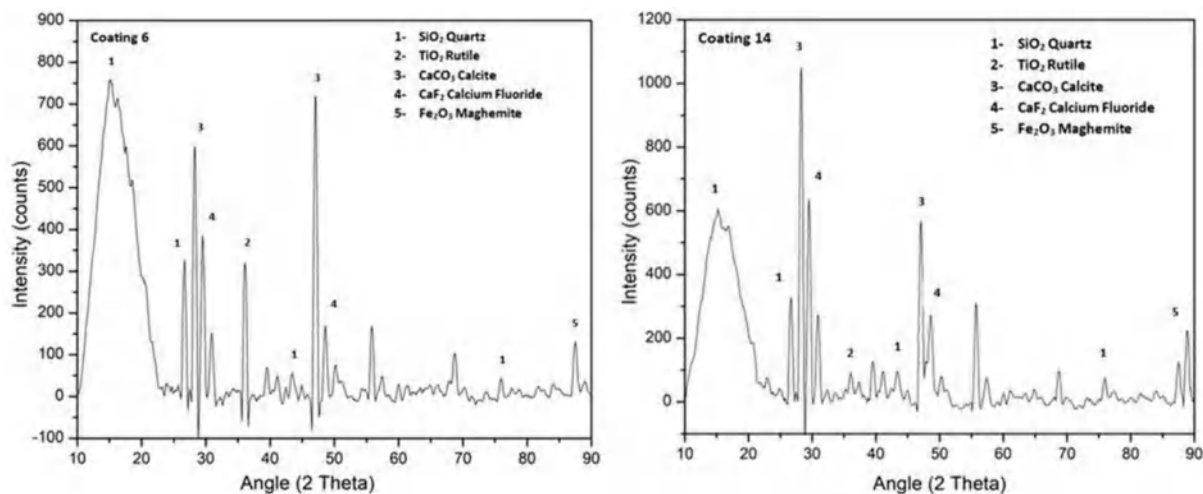 Coating 6
1- SiO₂ Quartz
2- TiO₂ Rutile
3- CaCO₃ Calcite
4- CaF₂ Calcium Fluoride
5- Fe₂O₃ Maghemite
900
800
700
600
500
400
300
200
100
0
-100
Intensity (counts)
1
3
1
4
2
3
4
1
1
5
10 20 30 40 50 60 70 80 90
Angle (2 Theta)
Coating 14
1- SiO₂ Quartz
2- TiO₂ Rutile
3- CaCO₃ Calcite
4- CaF₂ Calcium Fluoride
5- Fe₂O₃ Maghemite
1200
1000
800
600
400
200
0
Intensity (counts)
1
3
4
1
2
1
3
4
1
5
10 20 30 40 50 60 70 80 90
Angle (2 Theta)